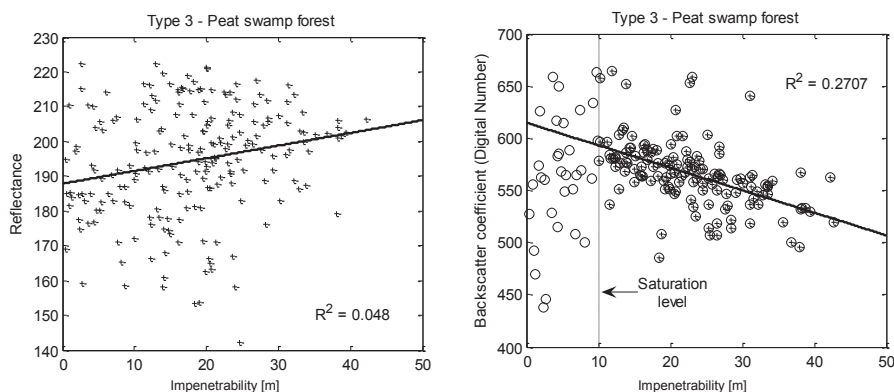 Type 3 - Peat swamp forest
230
220
210
200
190
180
170
160
150
140
Reflectance
R² = 0.048
0 10 20 30 40 50
Impenetrability [m]
Type 3 - Peat swamp forest
700
650
600
550
500
450
400
Backscatter coefficient (Digital Number)
R² = 0.2707
Saturation
level
0 10 20 30 40 50
Impenetrability [m]